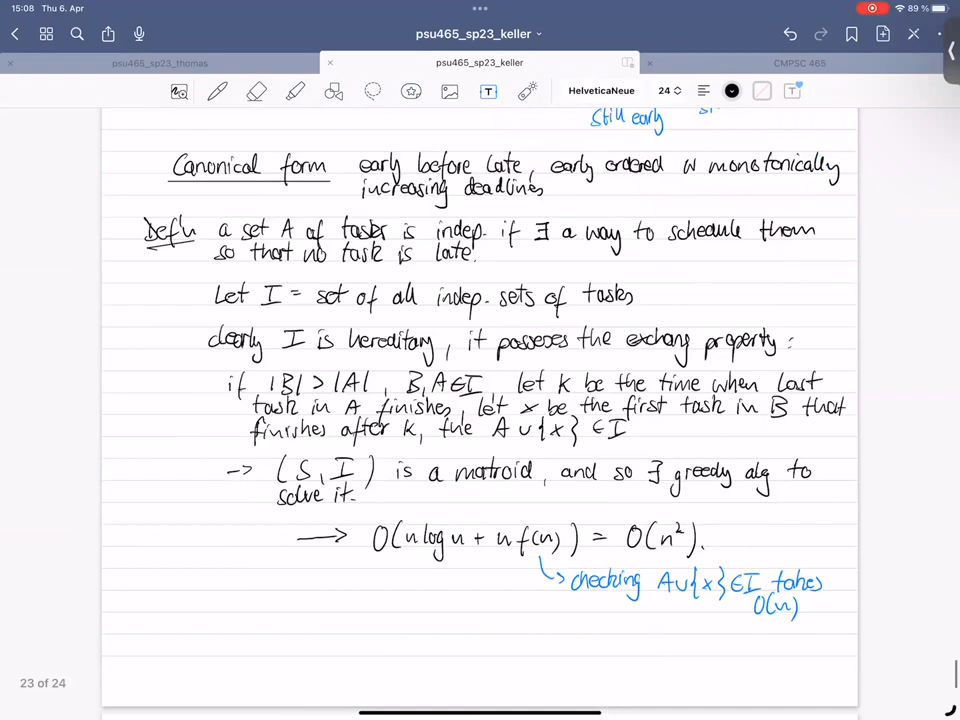 15:08 Thu 6. Apr
89 %
psu465_sp23_keller
psu465_sp23_thomas
psu465_sp23_keller
CMPSC 465
HelveticaNeue
24
still early
Canonical form early before late, early ordered w monotonically
increasing deadlines
Def'n a set A of tasks is indep. if ∃ a way to schedule them
so that no task is late.
Let I = set of all indep. sets of tasks
clearly I is hereditary, it possesses the exchang property:
if |B| > |A|, B, A ∈ I, let k be the time when last
task in A finishes, let x be the first task in B that
finishes after k, the A ∪ {x} ∈ I
-> (S, I) is a matroid, and so ∃ greedy alg to
solve it.
⟶ O(n log n + n f(n)) = O(n²).
↳ checking A ∪ {x} ∈ I takes
O(n)
23 of 24